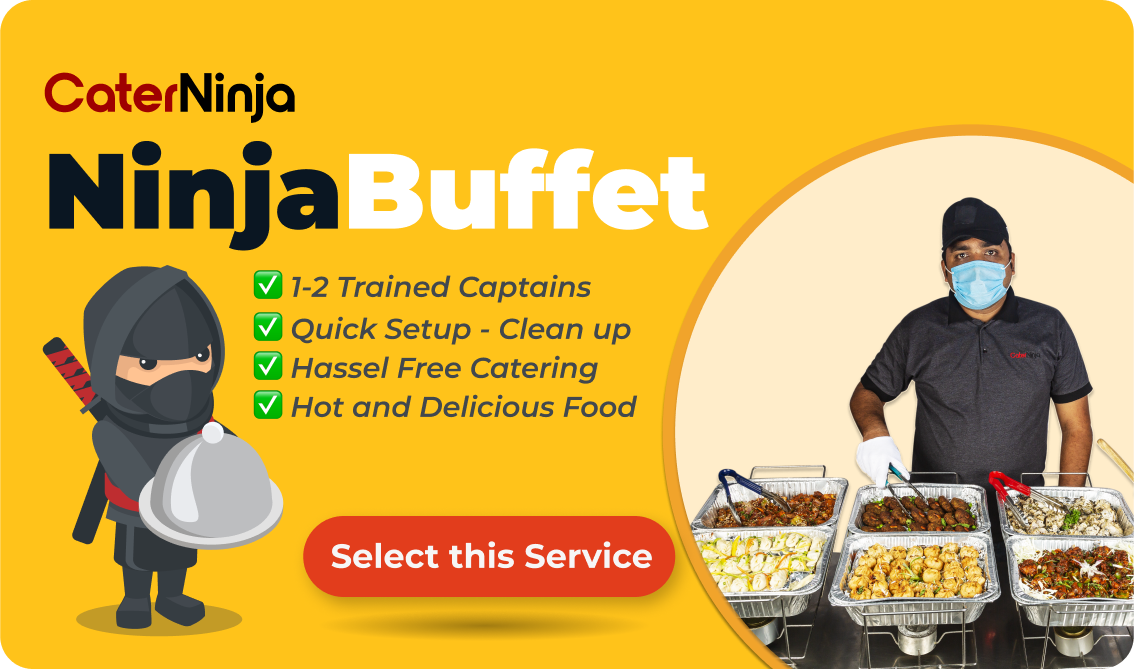 CaterNinja
NinjaBuffet
1-2 Trained Captains
Quick Setup - Clean up
Hassel Free Catering
Hot and Delicious Food
Select this Service
CaterNinja